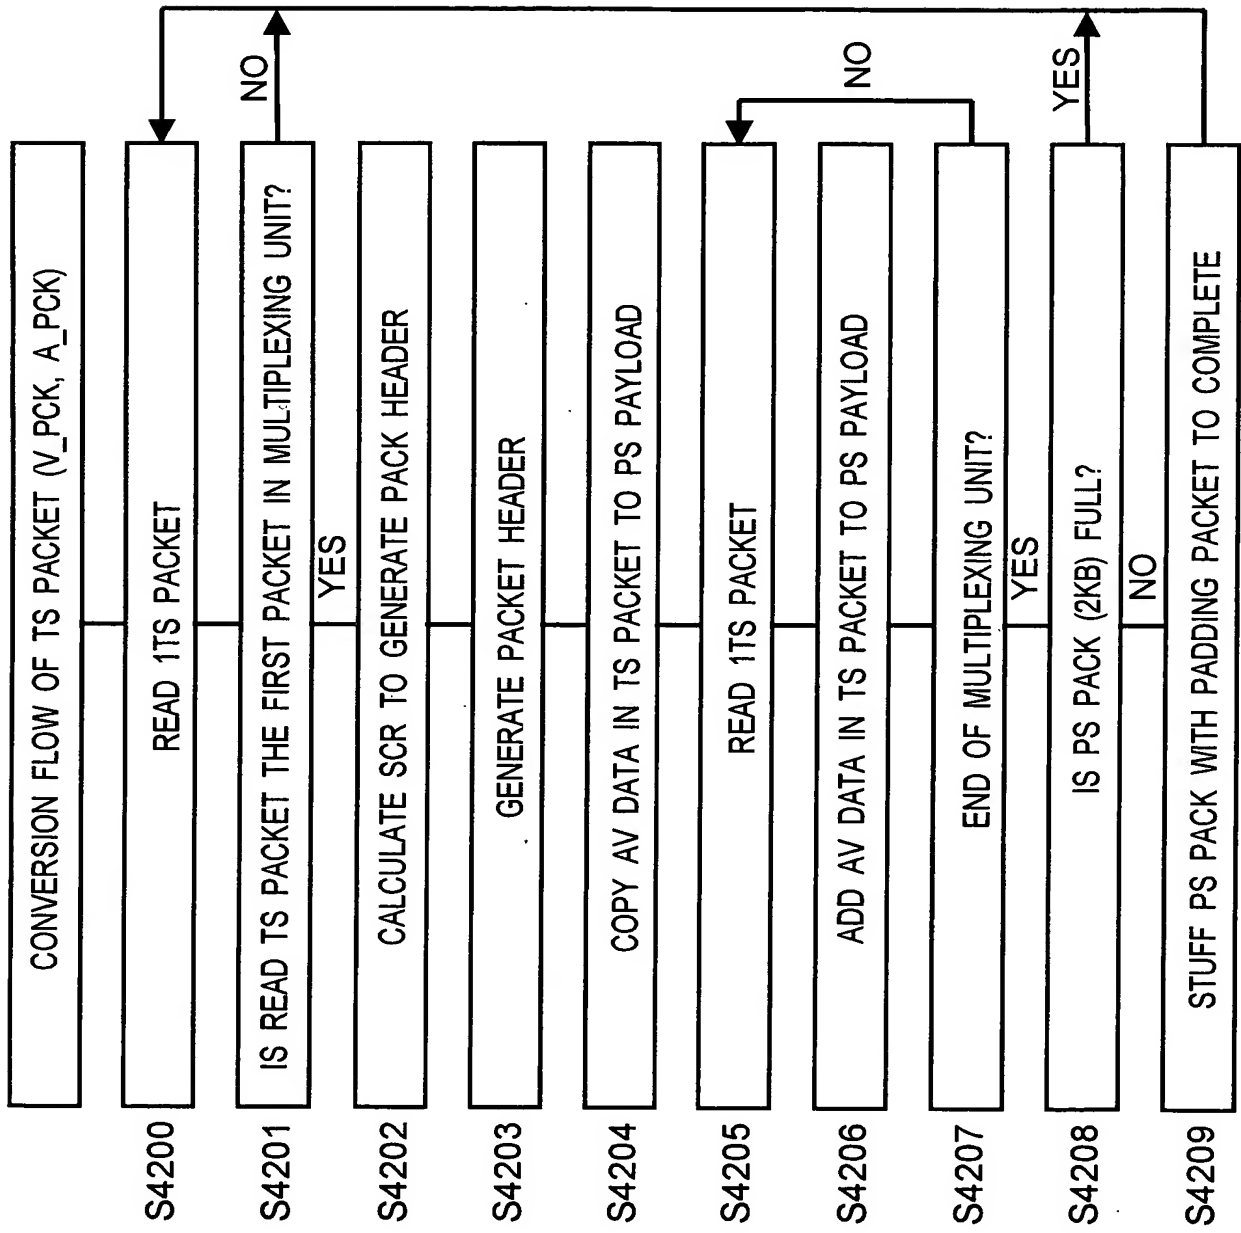 CONVERSION FLOW OF TS PACKET (V_PCK, A_PCK)
S4200
READ 1TS PACKET
S4201
IS READ TS PACKET THE FIRST PACKET IN MULTIPLEXING UNIT?
NO
YES
S4202
CALCULATE SCR TO GENERATE PACK HEADER
S4203
GENERATE PACKET HEADER
S4204
COPY AV DATA IN TS PACKET TO PS PAYLOAD
S4205
READ 1TS PACKET
S4206
ADD AV DATA IN TS PACKET TO PS PAYLOAD
S4207
END OF MULTIPLEXING UNIT?
NO
YES
S4208
IS PS PACK (2KB) FULL?
YES
NO
S4209
STUFF PS PACK WITH PADDING PACKET TO COMPLETE